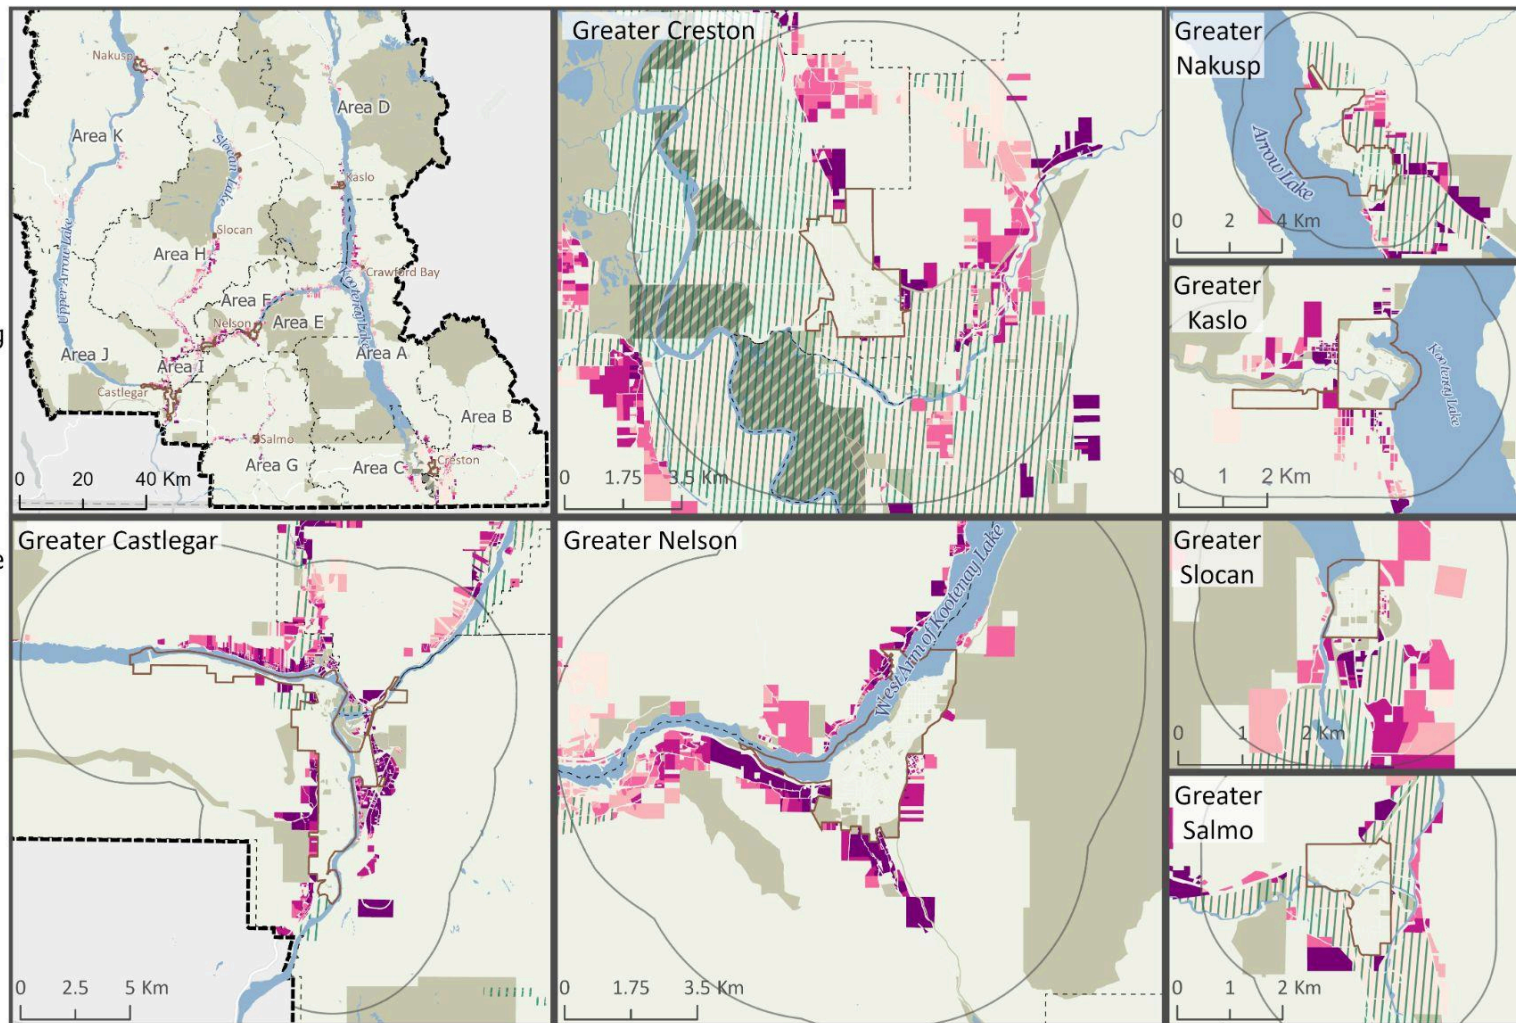 Nakusp
Area D
Area K
Slocan Lake
Kaslo
Upper Arrow Lake
Slocan
Area H
Crawford Bay
Area F
Kootenay Lake
Nelson
Area E
Area J
Area A
Area I
Castlegar
Area B
Salmo
Area G
Area C
Creston
0 20 40 Km
Greater Creston
0 1.75 3.5 Km
Greater
Nakusp
Arrow Lake
0 2 4 Km
Greater
Kaslo
Kootenay Lake
0 1 2 Km
Greater Castlegar
0 2.5 5 Km
Greater Nelson
West Arm of Kootenay Lake
0 1.75 3.5 Km
Greater
Slocan
0 1 2 Km
Greater
Salmo
0 1 2 Km